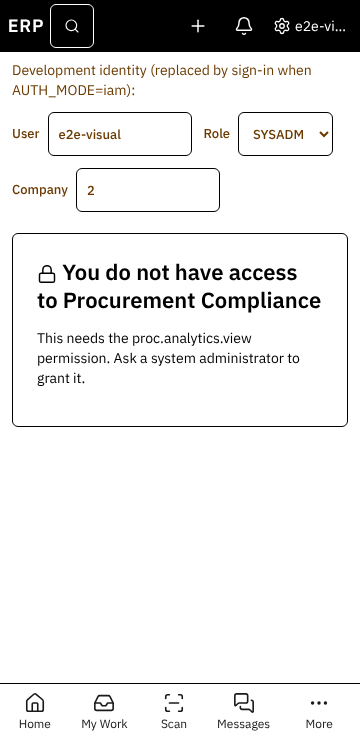 ERP
e2e-vi...
Development identity (replaced by sign-in when
AUTH_MODE=iam):
User
e2e-visual
Role
SYSADM
Company
2
You do not have access
to Procurement Compliance
This needs the proc.analytics.view
permission. Ask a system administrator to
grant it.
Home
My Work
Scan
Messages
More